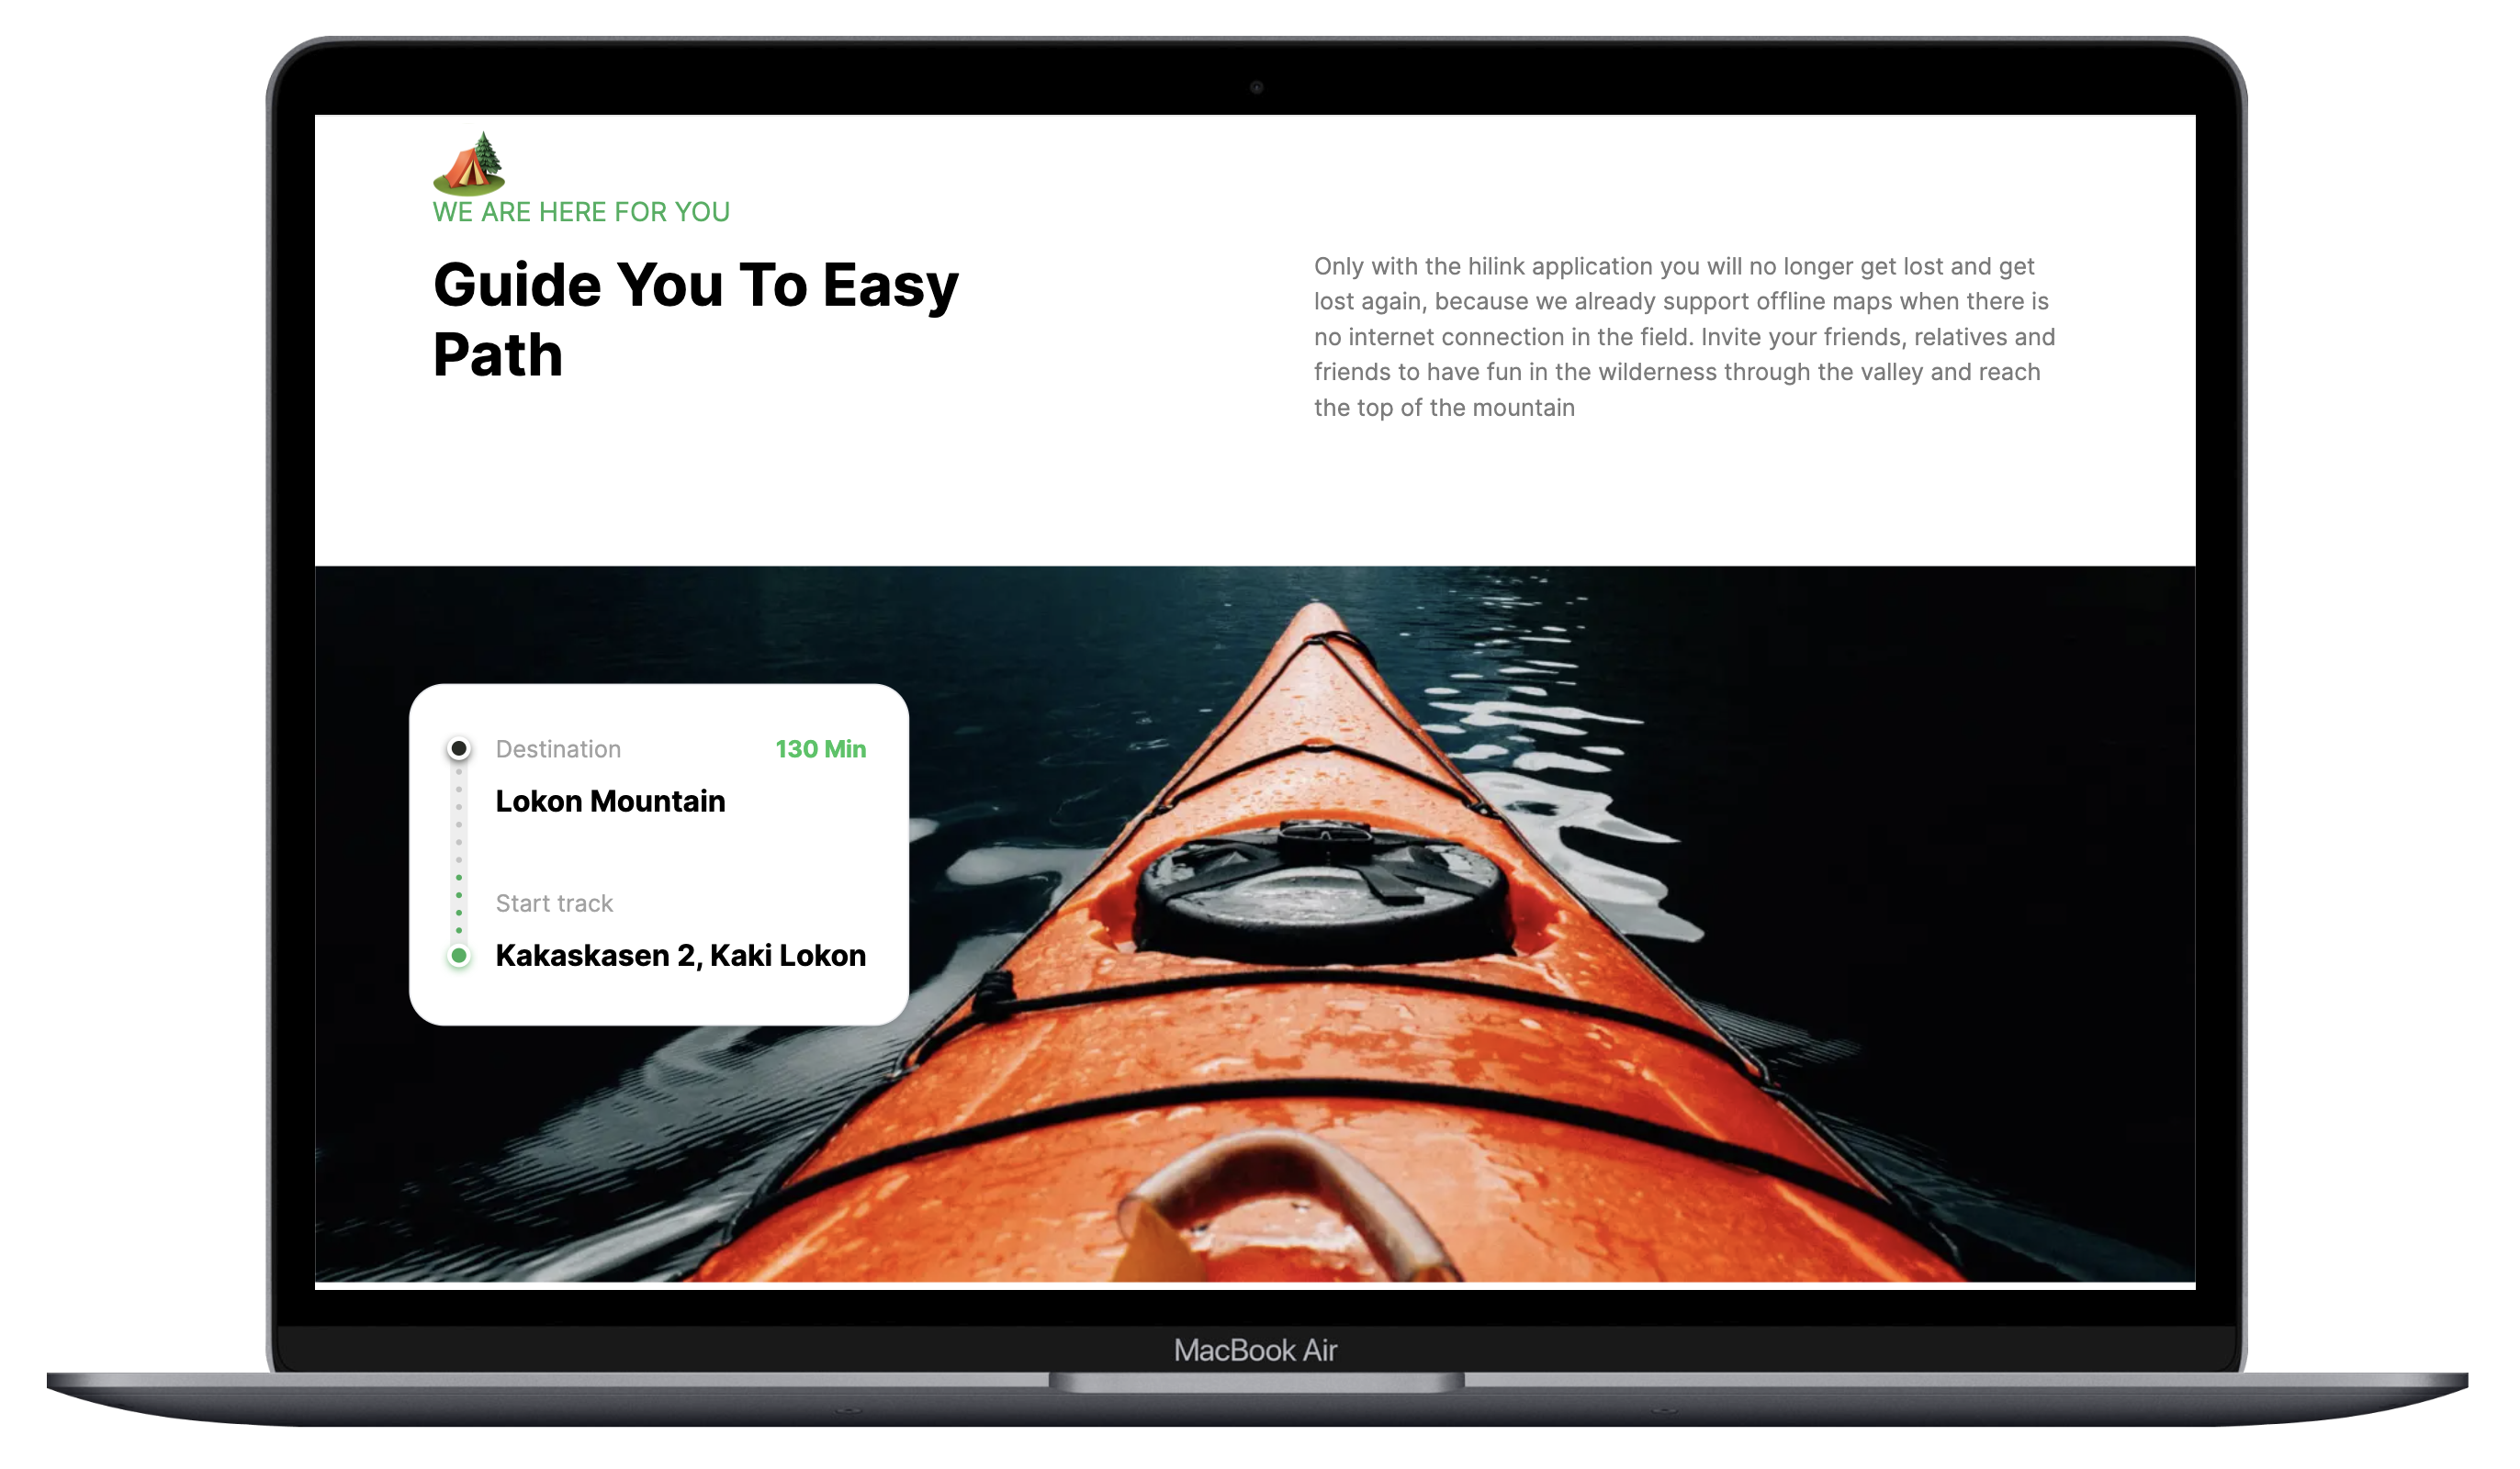 WE ARE HERE FOR YOU
Guide You To Easy
Path
Only with the hilink application you will no longer get lost and get
lost again, because we already support offline maps when there is
no internet connection in the field. Invite your friends, relatives and
friends to have fun in the wilderness through the valley and reach
the top of the mountain
Destination 130 Min
Lokon Mountain
Start track
Kakaskasen 2, Kaki Lokon
MacBook Air